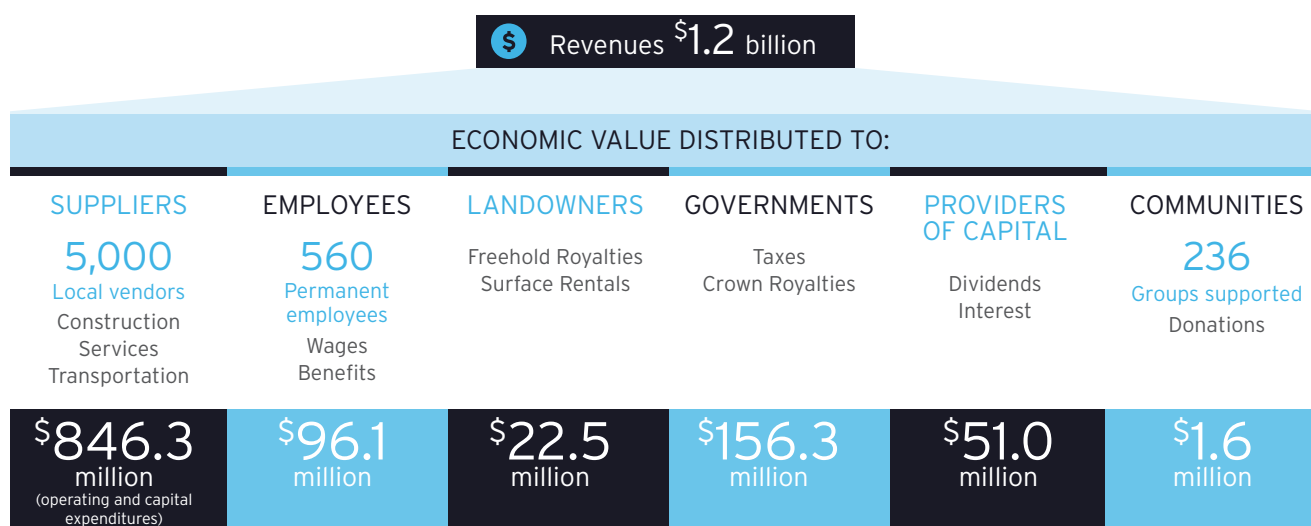 $ Revenues $1.2 billion
ECONOMIC VALUE DISTRIBUTED TO:
SUPPLIERS
5,000
Local vendors
Construction
Services
Transportation
$846.3
million
(operating and capital
expenditures)
EMPLOYEES
560
Permanent
employees
Wages
Benefits
$96.1
million
LANDOWNERS
Freehold Royalties
Surface Rentals
$22.5
million
GOVERNMENTS
Taxes
Crown Royalties
$156.3
million
PROVIDERS
OF CAPITAL
Dividends
Interest
$51.0
million
COMMUNITIES
236
Groups supported
Donations
$1.6
million